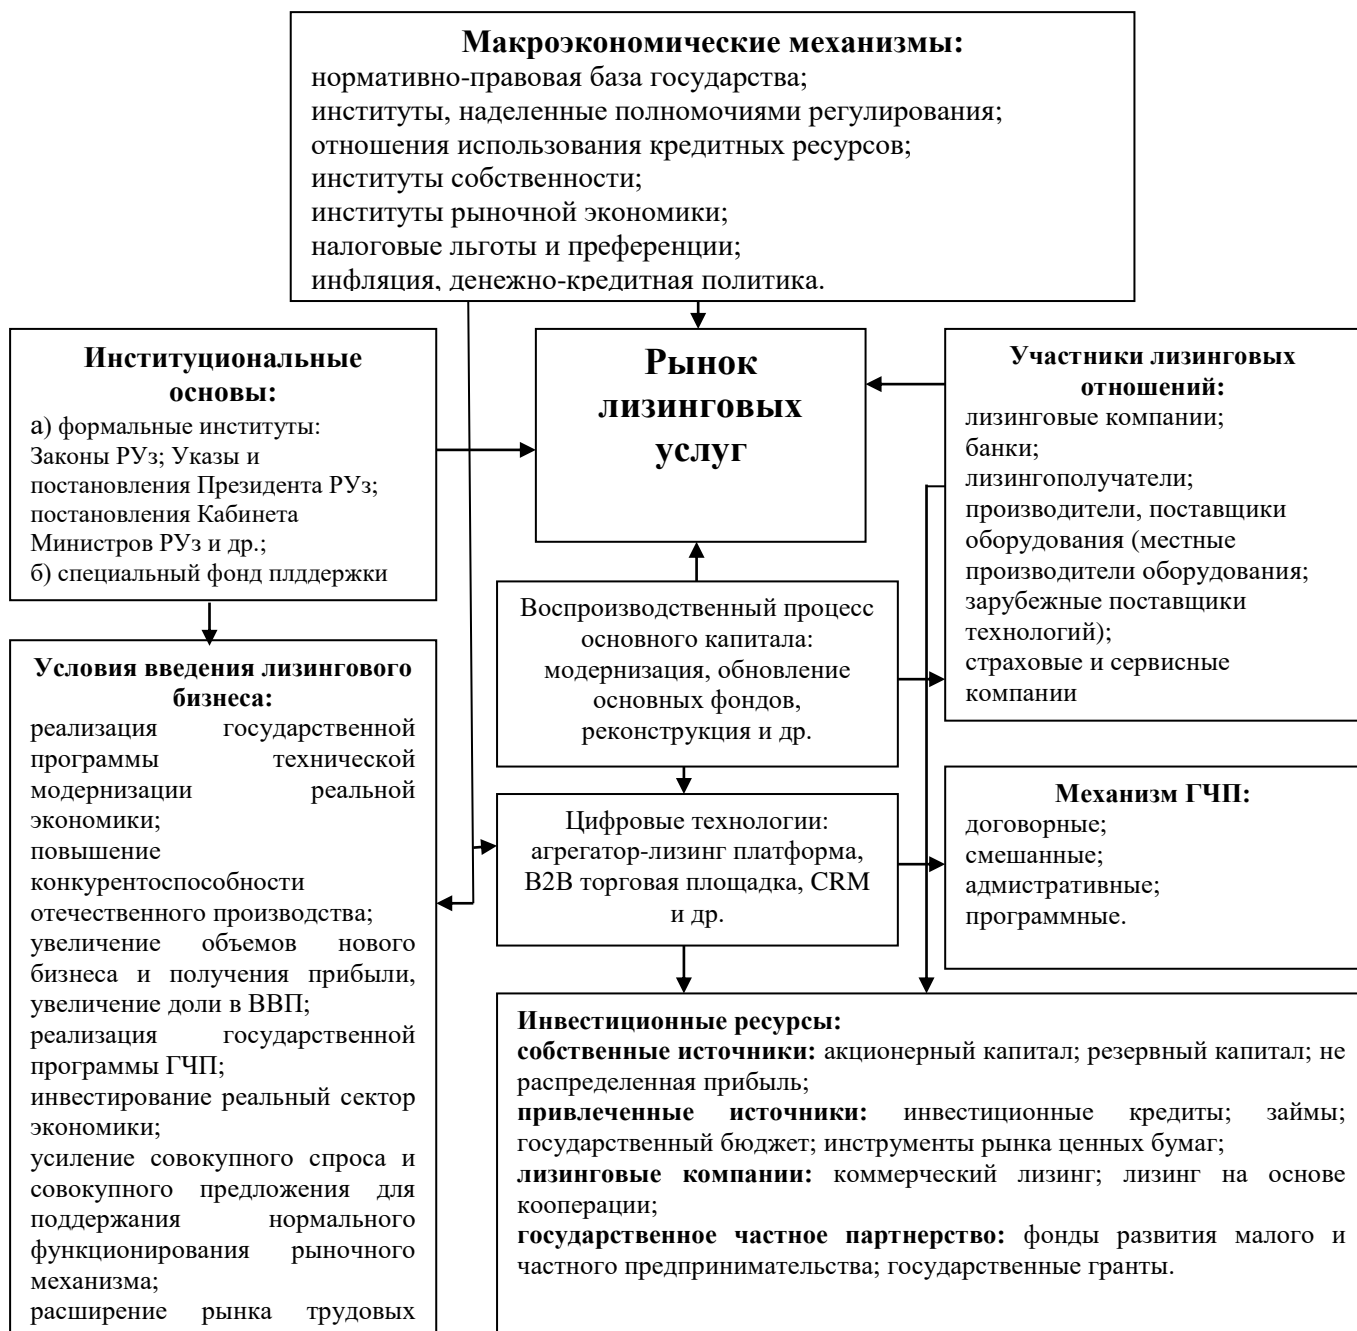 Макроэкономические механизмы:
нормативно-правовая база государства;
институты, наделенные полномочиями регулирования;
отношения использования кредитных ресурсов;
институты собственности;
институты рыночной экономики;
налоговые льготы и преференции;
инфляция, денежно-кредитная политика.
Институциональные
основы:
а) формальные институты:
Законы РУз; Указы и
постановления Президента РУз;
постановления Кабинета
Министров РУз и др.;
б) специальный фонд плддержки
Рынок
лизинговых
услуг
Участники лизинговых
отношений:
лизинговые компании;
банки;
лизингополучатели;
производители, поставщики
оборудования (местные
производители оборудования;
зарубежные поставщики
технологий);
страховые и сервисные
компании
Воспроизводственный процесс
основного капитала:
модернизация, обновление
основных фондов,
реконструкция и др.
Условия введения лизингового
бизнеса:
реализация государственной
программы технической
модернизации реальной
экономики;
повышение
конкурентоспособности
отечественного производства;
увеличение объемов нового
бизнеса и получения прибыли,
увеличение доли в ВВП;
реализация государственной
программы ГЧП;
инвестирование реальный сектор
экономики;
усиление совокупного спроса и
совокупного предложения для
поддержания нормального
функционирования рыночного
механизма;
расширение рынка трудовых
Цифровые технологии:
агрегатор-лизинг платформа,
B2B торговая площадка, CRM
и др.
Механизм ГЧП:
договорные;
смешанные;
адмистративные;
программные.
Инвестиционные ресурсы:
собственные источники: акционерный капитал; резервный капитал; не
распределенная прибыль;
привлеченные источники: инвестиционные кредиты; займы;
государственный бюджет; инструменты рынка ценных бумаг;
лизинговые компании: коммерческий лизинг; лизинг на основе
кооперации;
государственное частное партнерство: фонды развития малого и
частного предпринимательства; государственные гранты.